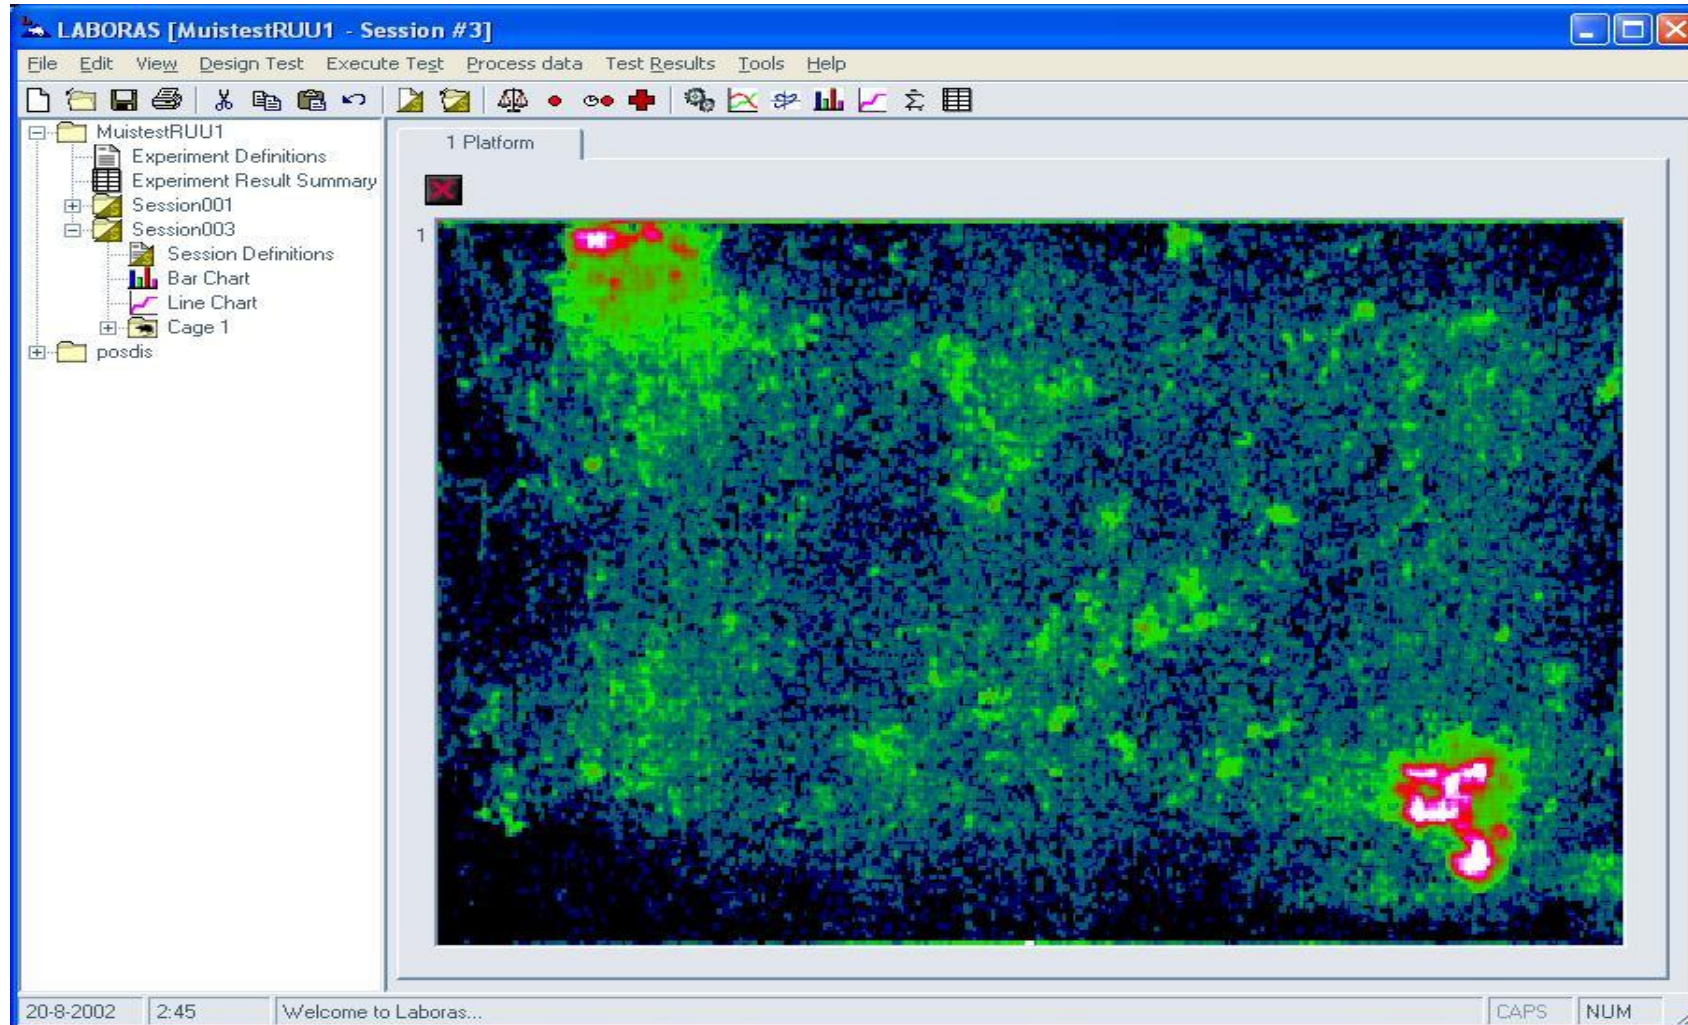 LABORAS [MuistestRUU1 - Session #3]
File Edit View Design Test Execute Test Process data Test Results Tools Help
MuistestRUU1
Experiment Definitions
Experiment Result Summary
Session001
Session003
Session Definitions
Bar Chart
Line Chart
Cage 1
posdis
1 Platform
1
20-8-2002 2:45 Welcome to Laboras... CAPS NUM